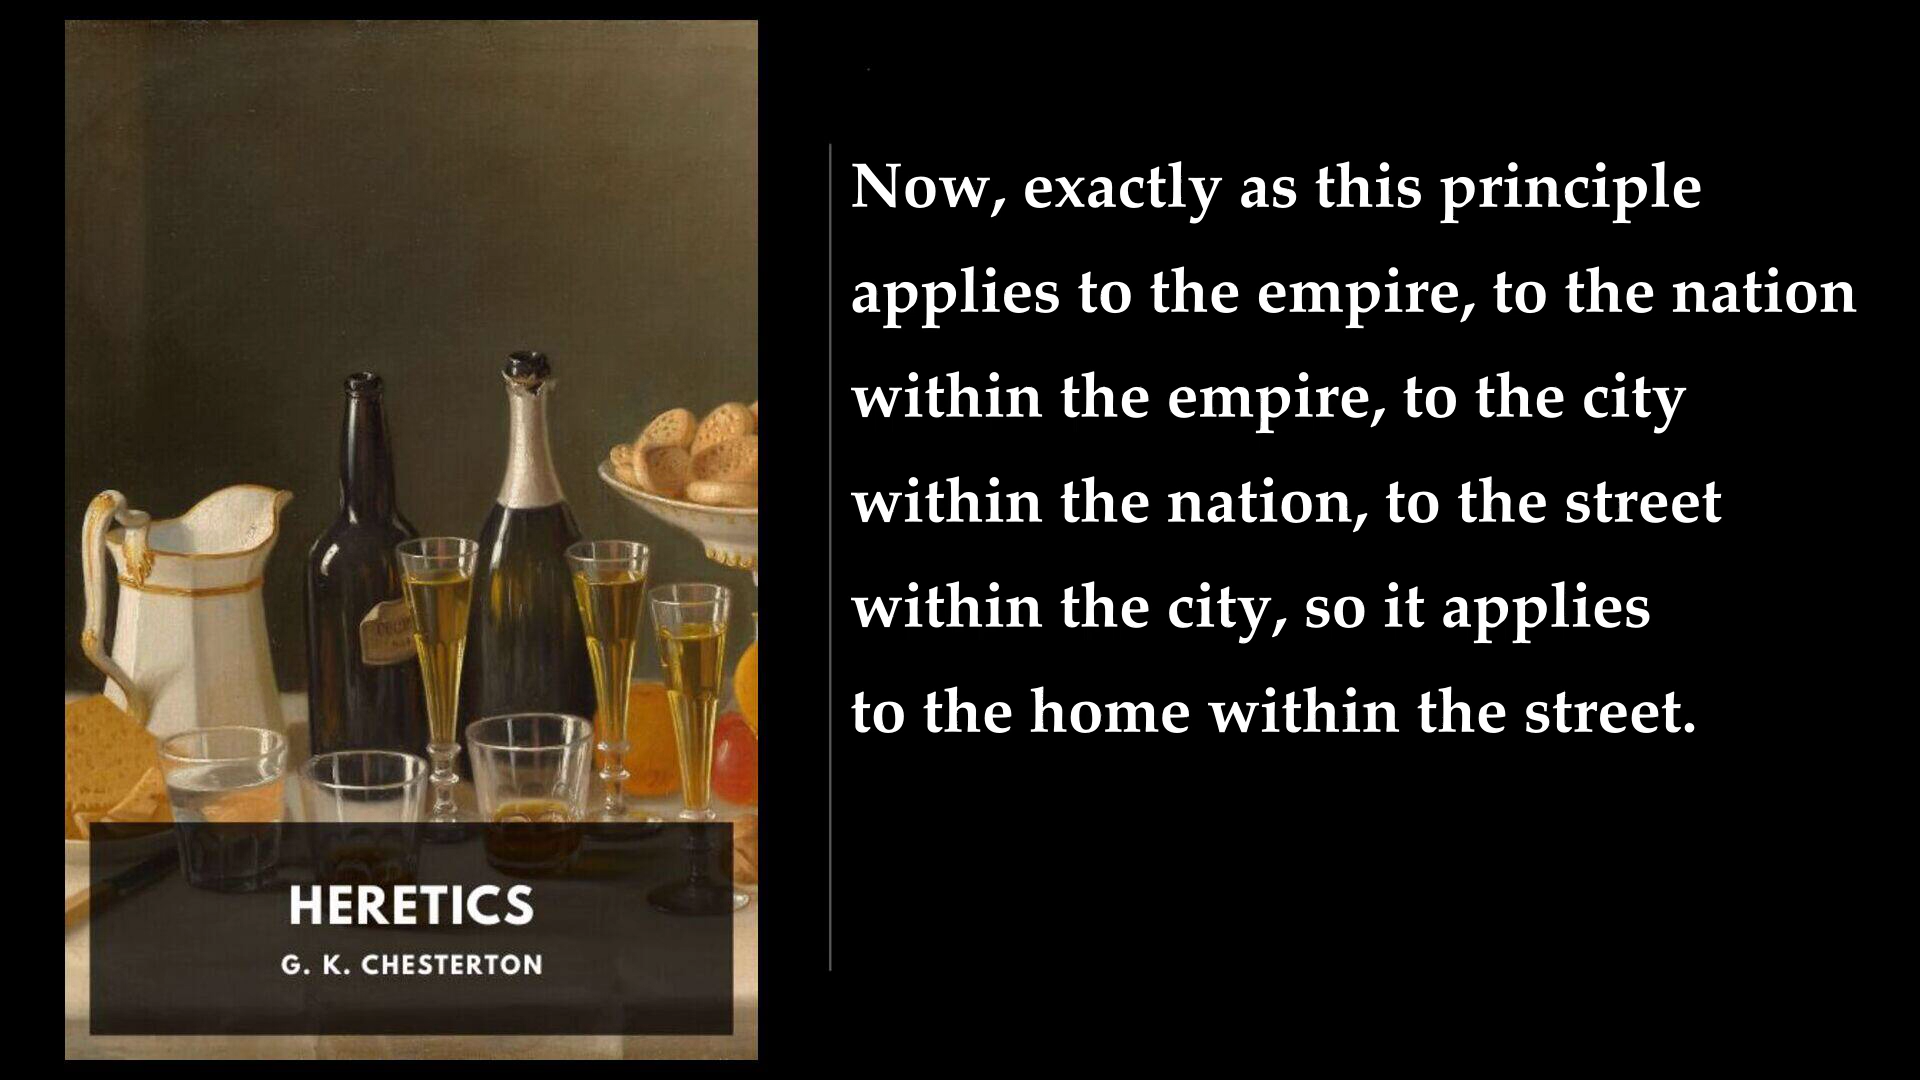 Now, exactly as this principle
applies to the empire, to the nation
within the empire, to the city
within the nation, to the street
within the city, so it applies
to the home within the street.
HERETICS
G. K. CHESTERTON